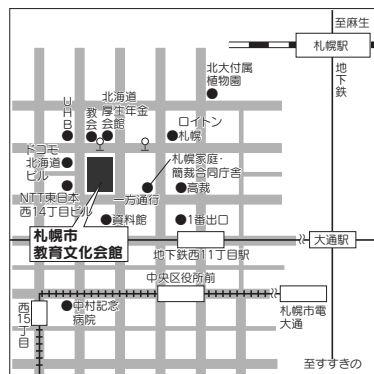 至麻生
札幌駅
地下鉄
北大付属
植物園
北海道
厚生年金
会館
UHB
教会
ロイトン
札幌
ドコモ
北海道
ビル
札幌家庭・
簡裁合同庁舎
NTT東日本
西14丁目ビル
一方通行
高裁
資料館
1番出口
札幌市
教育文化会館
地下鉄西11丁目駅
大通駅
中央区役所前
西15丁目
中村記念
病院
札幌市電
大通
至すすきの